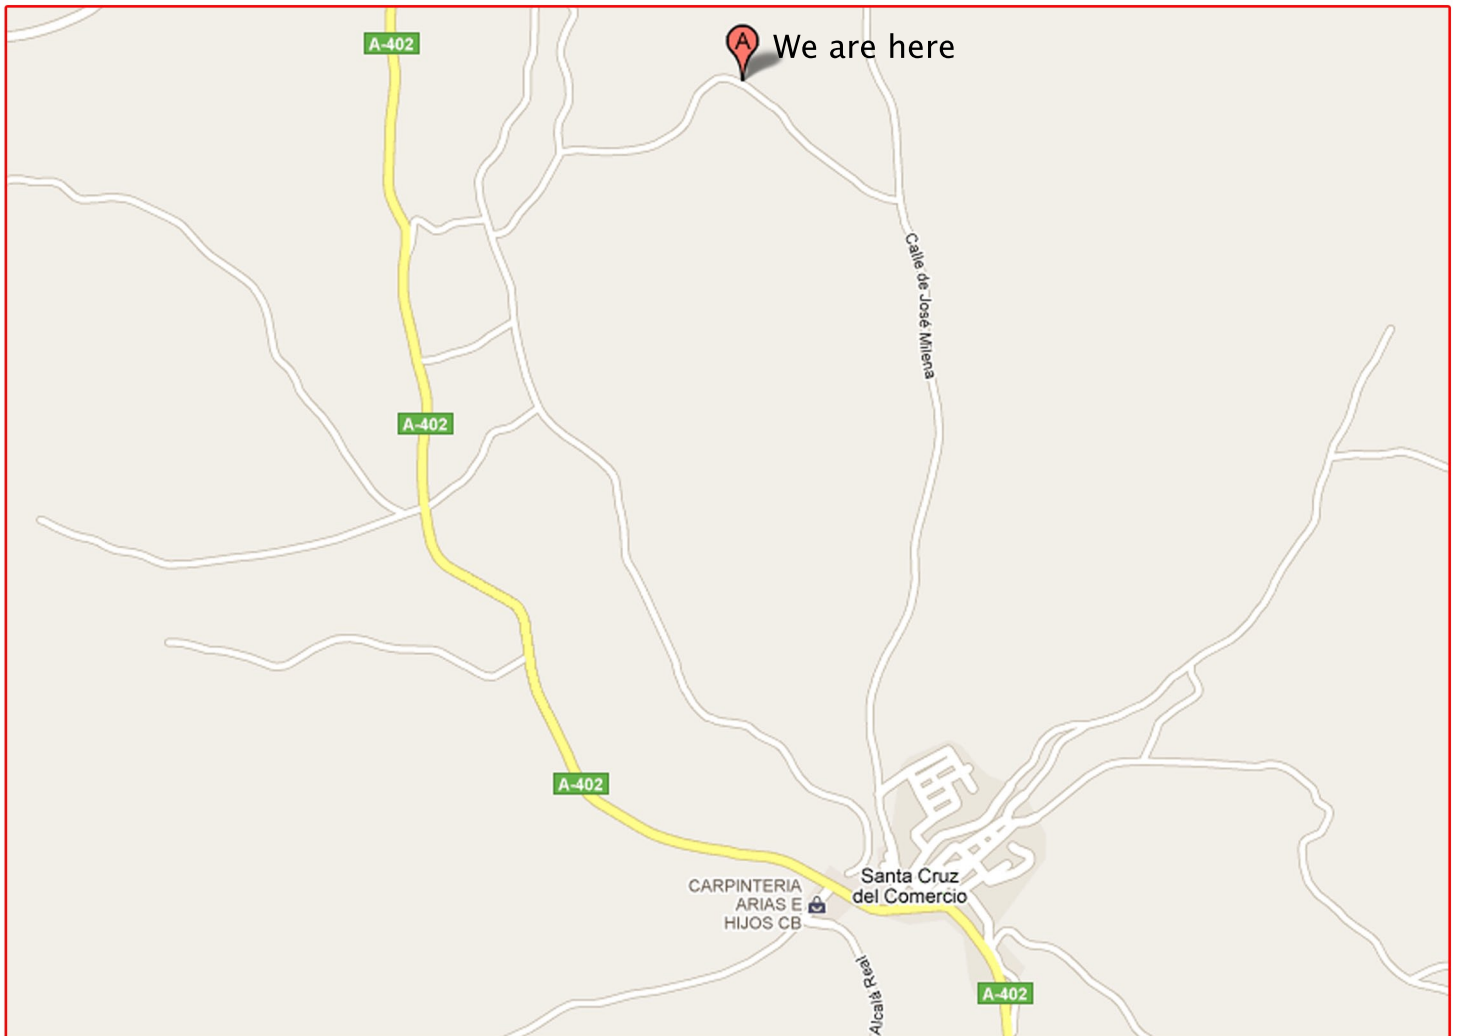 A-402
A
We are here
Calle de José Milena
A-402
A-402
Santa Cruz
del Comercio
CARPINTERIA
ARIAS E
HIJOS CB
Alcalá Real
A-402